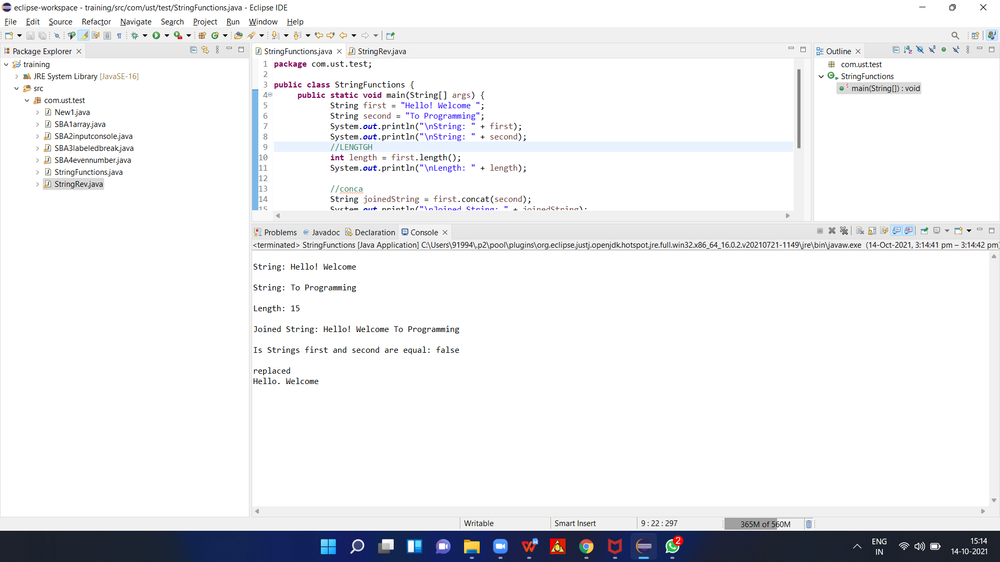 eclipse-workspace - training/src/com/ust/test/StringFunctions.java - Eclipse IDE
File Edit Source Refactor Navigate Search Project Run Window Help
Package Explorer
training
JRE System Library [JavaSE-16]
src
com.ust.test
New1.java
SBA1array.java
SBA2inputconsole.java
SBA3labeledbreak.java
SBA4evennumber.java
StringFunctions.java
StringRev.java
StringFunctions.java StringRev.java
1 package com.ust.test;
2
3 public class StringFunctions {
4 public static void main(String[] args) {
5 String first = "Hello! Welcome ";
6 String second = "To Programming";
7 System.out.println("\nString: " + first);
8 System.out.println("\nString: " + second);
9 //LENGTGH
10 int length = first.length();
11 System.out.println("\nLength: " + length);
12
13 //conca
14 String joinedString = first.concat(second);
15 System.out.println("\nJoined String: " + joinedString);
Outline
com.ust.test
StringFunctions
main(String[]) : void
Problems Javadoc Declaration Console
<terminated> StringFunctions [Java Application] C:\Users\91994\.p2\pool\plugins\org.eclipse.justj.openjdk.hotspot.jre.full.win32.x86_64_16.0.2.v20210721-1149\jre\bin\javaw.exe (14-Oct-2021, 3:14:41 pm – 3:14:42 pm)
String: Hello! Welcome
String: To Programming
Length: 15
Joined String: Hello! Welcome To Programming
Is Strings first and second are equal: false
replaced
Hello. Welcome
Writable Smart Insert 9 : 22 : 297 365M of 560M
2
ENG
IN
15:14
14-10-2021